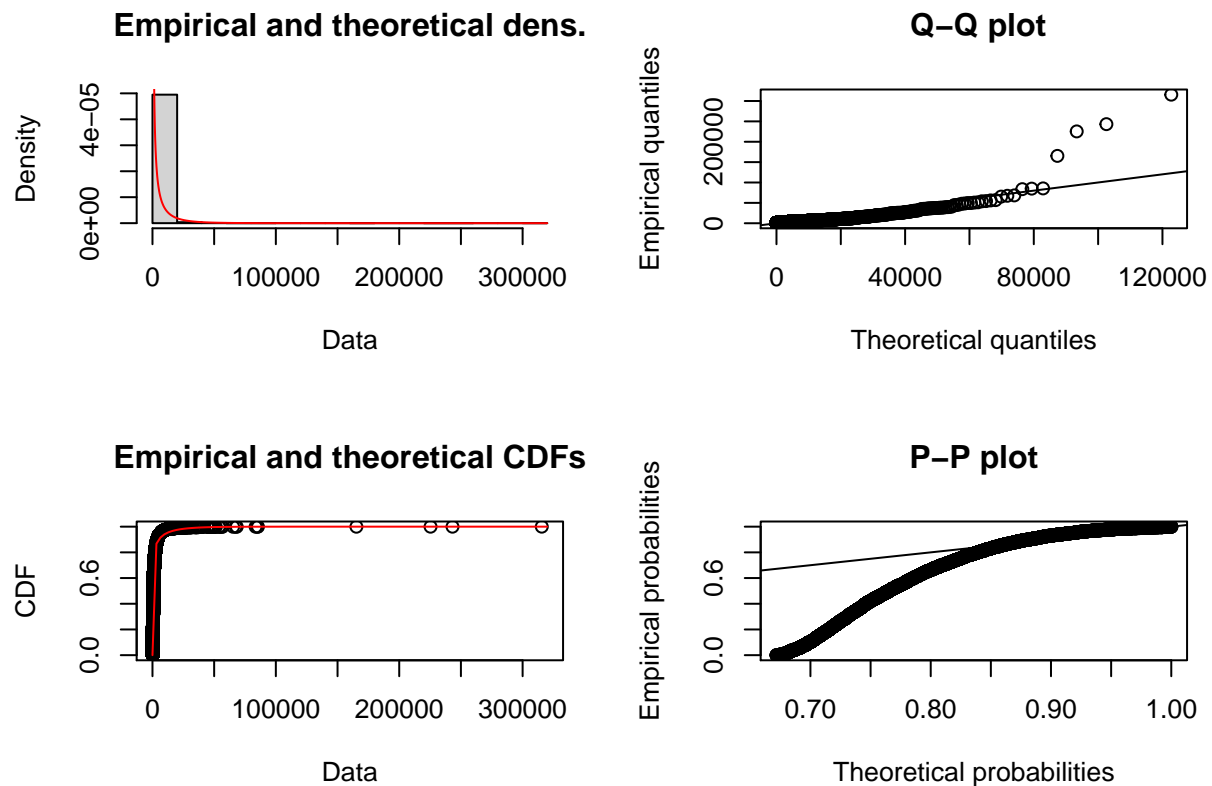 Empirical and theoretical dens.
Density
0e+00 4e−05
0 100000 200000 300000
Data
Q−Q plot
Empirical quantiles
0 200000
0 40000 80000 120000
Theoretical quantiles
Empirical and theoretical CDFs
CDF
0.0 0.6
0 100000 200000 300000
Data
P−P plot
Empirical probabilities
0.0 0.6
0.70 0.80 0.90 1.00
Theoretical probabilities